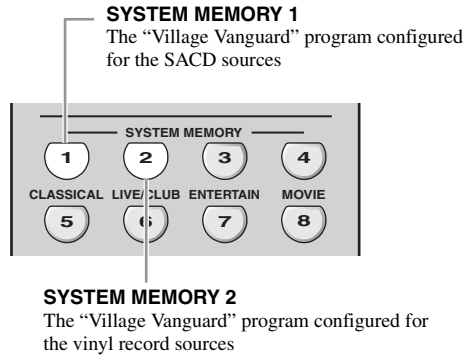 SYSTEM MEMORY 1
The “Village Vanguard” program configured
for the SACD sources
SYSTEM MEMORY
1 2 3 4
CLASSICAL LIVE/CLUB ENTERTAIN MOVIE
5 6 7 8
SYSTEM MEMORY 2
The “Village Vanguard” program configured for
the vinyl record sources